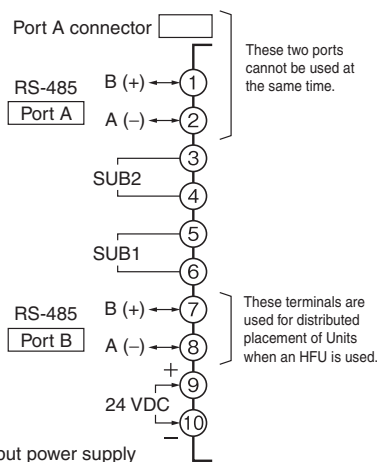 Port A connector
These two ports
cannot be used at
the same time.
RS-485
Port A
B (+)
1
A (−)
2
3
SUB2
4
5
SUB1
6
RS-485
Port B
B (+)
7
A (−)
8
These terminals are
used for distributed
placement of Units
when an HFU is used.
+
9
24 VDC
10
−
put power supply